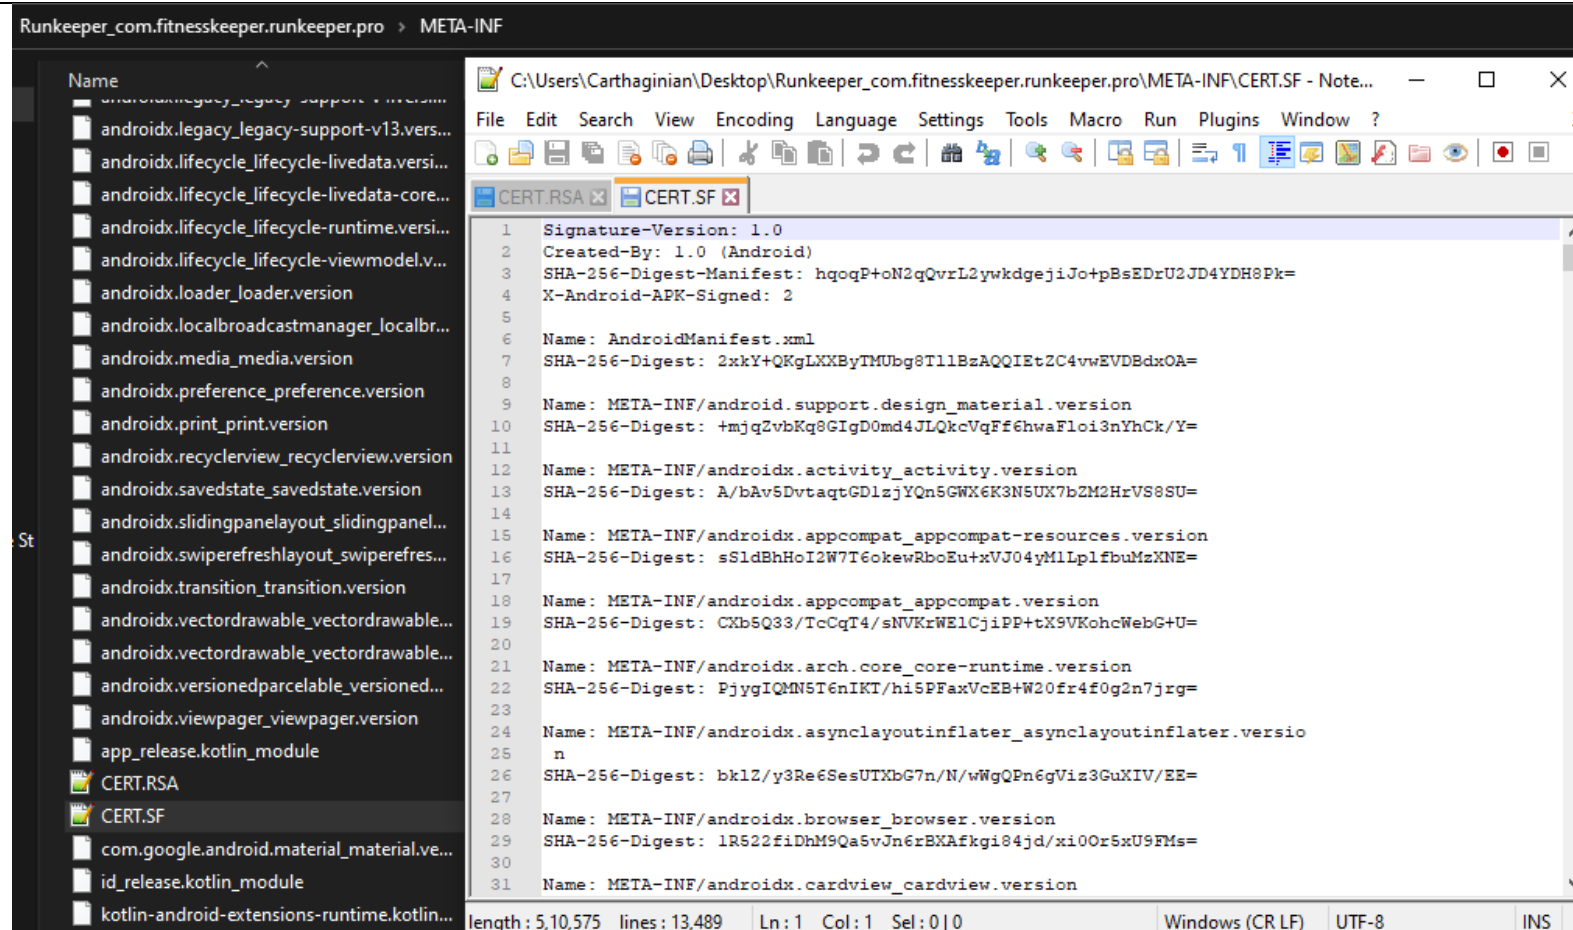 Runkeeper_com.fitnesskeeper.runkeeper.pro > META-INF
Name
androidx.legacy_legacy-support-v13.vers...
androidx.lifecycle_lifecycle-livedata.versi...
androidx.lifecycle_lifecycle-livedata-core...
androidx.lifecycle_lifecycle-runtime.versi...
androidx.lifecycle_lifecycle-viewmodel.v...
androidx.loader_loader.version
androidx.localbroadcastmanager_localbr...
androidx.media_media.version
androidx.preference_preference.version
androidx.print_print.version
androidx.recyclerview_recyclerview.version
androidx.savedstate_savedstate.version
androidx.slidingpanelayout_slidingpanel...
St
androidx.swiperefreshlayout_swiperefres...
androidx.transition_transition.version
androidx.vectordrawable_vectordrawable...
androidx.vectordrawable_vectordrawable...
androidx.versionedparcelable_versioned...
androidx.viewpager_viewpager.version
app_release.kotlin_module
CERT.RSA
CERT.SF
com.google.android.material_material.ve...
id_release.kotlin_module
kotlin-android-extensions-runtime.kotlin...
C:\Users\Carthaginian\Desktop\Runkeeper_com.fitnesskeeper.runkeeper.pro\META-INF\CERT.SF - Note...
File Edit Search View Encoding Language Settings Tools Macro Run Plugins Window ?
CERT.RSA CERT.SF
1 Signature-Version: 1.0
2 Created-By: 1.0 (Android)
3 SHA-256-Digest-Manifest: hqoqP+oN2qQvrL2ywkdgejiJo+pBsEDrU2JD4YDH8Pk=
4 X-Android-APK-Signed: 2
5
6 Name: AndroidManifest.xml
7 SHA-256-Digest: 2xkY+QKgLXXByTMUbg8TllBzAQQIEtZC4vwEVDBdxOA=
8
9 Name: META-INF/android.support.design_material.version
10 SHA-256-Digest: +mjqZvbKq8GIgD0md4JLQkcVqFf6hwaFloi3nYhCk/Y=
11
12 Name: META-INF/androidx.activity_activity.version
13 SHA-256-Digest: A/bAv5DvtaqtGDlzjYQn5GWX6K3N5UX7bZM2HrVS8SU=
14
15 Name: META-INF/androidx.appcompat_appcompat-resources.version
16 SHA-256-Digest: sSldBhHoI2W7T6okewRboEu+xVJ04yMlLplfbuMzXNE=
17
18 Name: META-INF/androidx.appcompat_appcompat.version
19 SHA-256-Digest: CXb5Q33/TcCqT4/sNVKrWElCjiPP+tX9VKohcWebG+U=
20
21 Name: META-INF/androidx.arch.core_core-runtime.version
22 SHA-256-Digest: PjygIQMN5T6nIKT/hi5PFaxVcEB+W20fr4f0g2n7jrg=
23
24 Name: META-INF/androidx.asynclayoutinflater_asynclayoutinflater.versio
25 n
26 SHA-256-Digest: bklZ/y3Re6SesUTXbG7n/N/wWgQPn6gViz3GuXIV/EE=
27
28 Name: META-INF/androidx.browser_browser.version
29 SHA-256-Digest: lR522fiDhM9Qa5vJn6rBXAfkgi84jd/xi0Or5xU9FMs=
30
31 Name: META-INF/androidx.cardview_cardview.version
length : 5,10,575 lines : 13,489 Ln : 1 Col : 1 Sel : 0 | 0 Windows (CR LF) UTF-8 INS